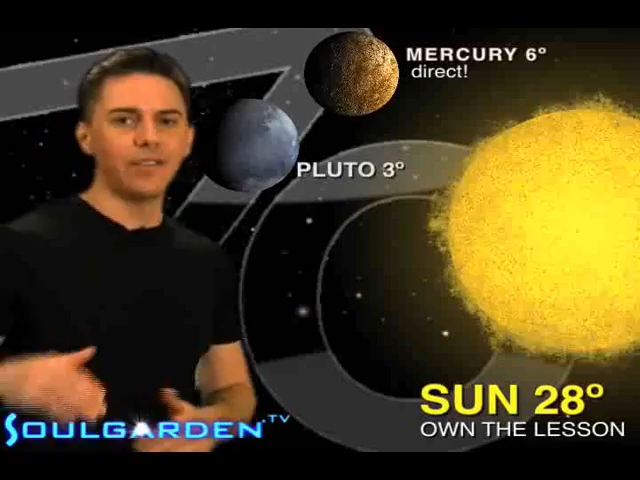 MERCURY 6º
direct!
PLUTO 3º
SUN 28º
OWN THE LESSON
SOULGARDEN.TV